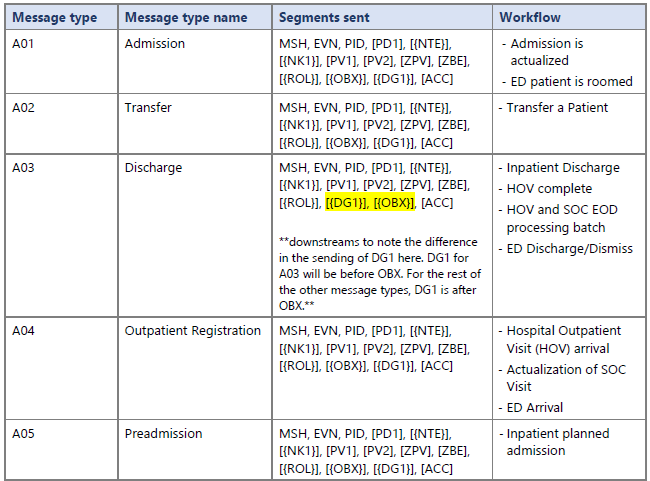 Message type Message type name Segments sent Workflow
A01 Admission MSH, EVN, PID, [PD1], [{NTE}],
[{NK1}], [PV1], [PV2], [ZPV], [ZBE],
[{ROL}], [{OBX}], [{DG1}], [ACC]
- Admission is
actualized
- ED patient is roomed
A02 Transfer MSH, EVN, PID, [PD1], [{NTE}],
[{NK1}], [PV1], [PV2], [ZPV], [ZBE],
[{ROL}], [{OBX}], [{DG1}], [ACC]
- Transfer a Patient
A03 Discharge MSH, EVN, PID, [PD1], [{NTE}],
[{NK1}], [PV1], [PV2], [ZPV], [ZBE],
[{ROL}], [{DG1}], [{OBX}], [ACC]
**downstreams to note the difference
in the sending of DG1 here. DG1 for
A03 will be before OBX. For the rest of
the other message types, DG1 is after
OBX.**
- Inpatient Discharge
- HOV complete
- HOV and SOC EOD
processing batch
- ED Discharge/Dismiss
A04 Outpatient Registration MSH, EVN, PID, [PD1], [{NTE}],
[{NK1}], [PV1], [PV2], [ZPV], [ZBE],
[{ROL}], [{OBX}], [{DG1}], [ACC]
- Hospital Outpatient
Visit (HOV) arrival
- Actualization of SOC
Visit
- ED Arrival
A05 Preadmission MSH, EVN, PID, [PD1], [{NTE}],
[{NK1}], [PV1], [PV2], [ZPV], [ZBE],
[{ROL}], [{OBX}], [{DG1}], [ACC]
- Inpatient planned
admission